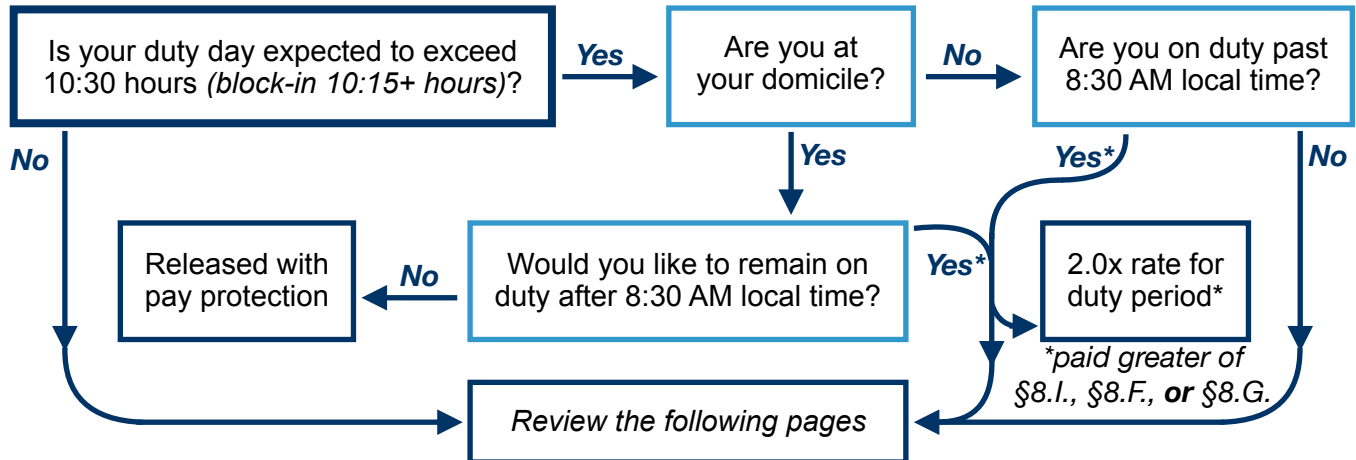 Is your duty day expected to exceed
10:30 hours (block-in 10:15+ hours)?
Yes
Are you at
your domicile?
No
Are you on duty past
8:30 AM local time?
No
Yes
Yes*
No
Released with
pay protection
No
Would you like to remain on
duty after 8:30 AM local time?
Yes*
2.0x rate for
duty period*
*paid greater of
§8.I., §8.F., or §8.G.
Review the following pages